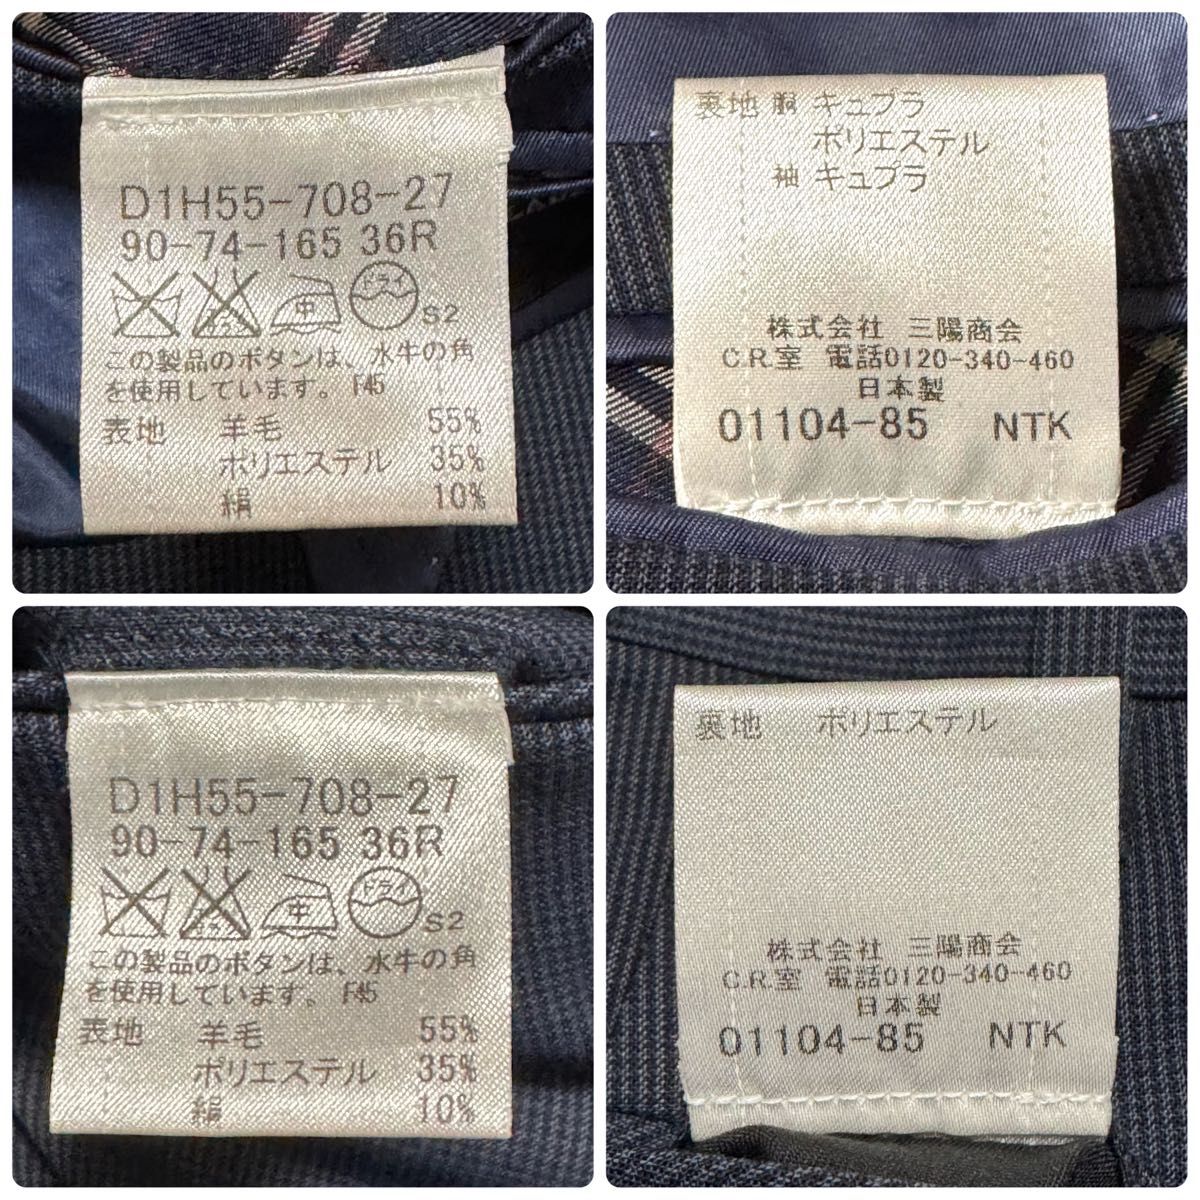 D1H55-708-27
90-74-165 36R
中 ドライ S2
この製品のボタンは、水牛の角
を使用しています。 F45
表地 羊毛 55%
ポリエステル 35%
絹 10%
裏地 胴 キュプラ
ポリエステル
袖 キュプラ
株式会社 三陽商会
C.R.室 電話0120-340-460
日本製
01104-85 NTK
D1H55-708-27
90-74-165 36R
中 ドライ S2
この製品のボタンは、水牛の角
を使用しています。 F45
表地 羊毛 55%
ポリエステル 35%
絹 10%
裏地 ポリエステル
株式会社 三陽商会
C.R.室 電話0120-340-460
日本製
01104-85 NTK